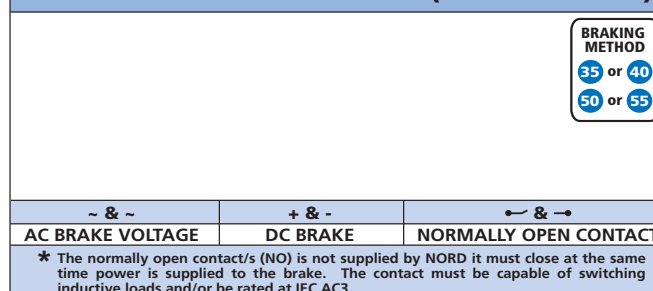 BRAKING
METHOD
35 or 40
50 or 55
~ & ~ + & - &
AC BRAKE VOLTAGE DC BRAKE NORMALLY OPEN CONTACT
* The normally open contact/s (NO) is not supplied by NORD it must close at the same
time power is supplied to the brake. The contact must be capable of switching
inductive loads and/or be rated at IEC AC3